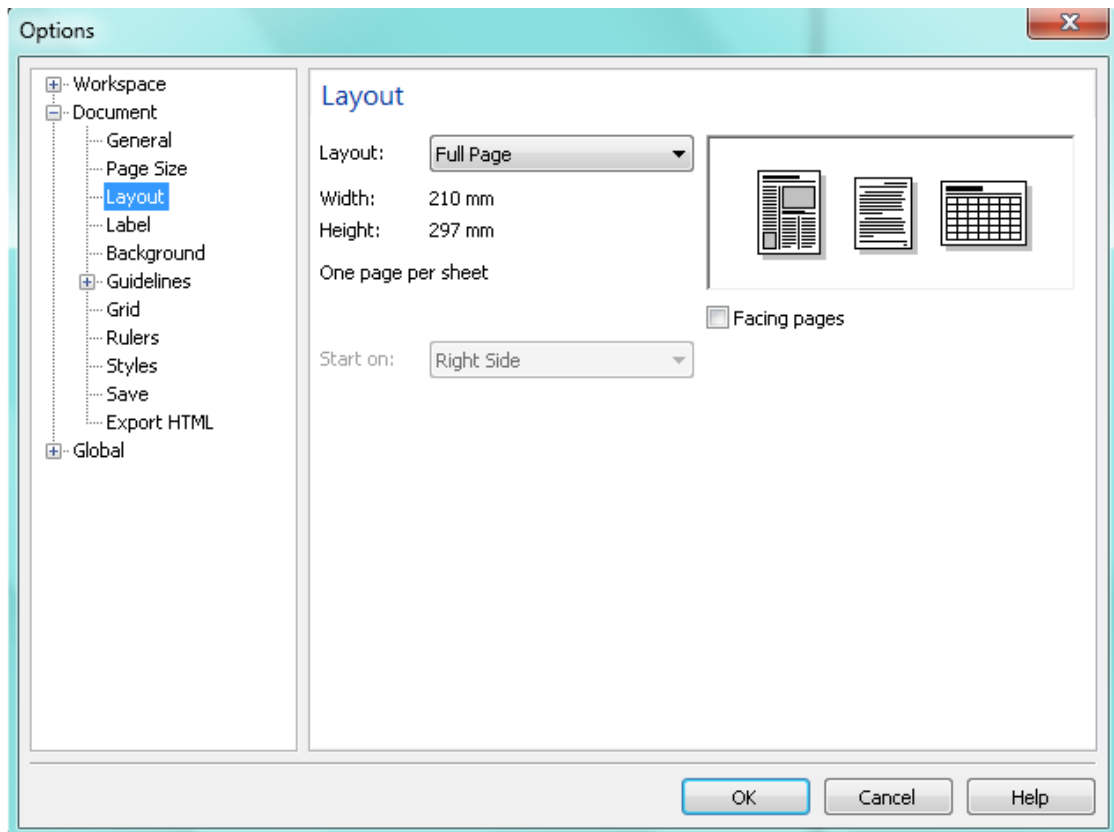 Options
Workspace
Document
General
Page Size
Layout
Label
Background
Guidelines
Grid
Rulers
Styles
Save
Export HTML
Global
Layout
Layout: Full Page
Width: 210 mm
Height: 297 mm
One page per sheet
Facing pages
Start on: Right Side
OK Cancel Help